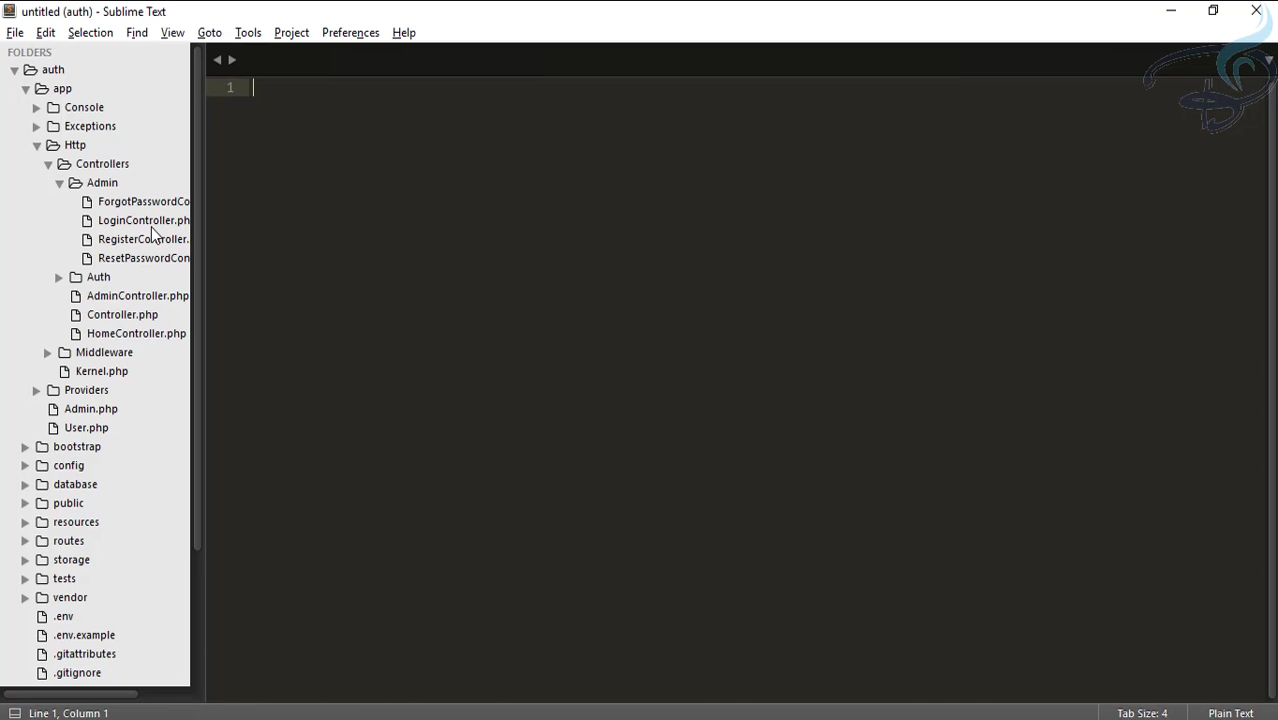 untitled (auth) - Sublime Text
File Edit Selection Find View Goto Tools Project Preferences Help
FOLDERS
auth
app
Console
Exceptions
Http
Controllers
Admin
ForgotPasswordCo
LoginController.ph
RegisterController.
ResetPasswordCon
Auth
AdminController.php
Controller.php
HomeController.php
Middleware
Kernel.php
Providers
Admin.php
User.php
bootstrap
config
database
public
resources
routes
storage
tests
vendor
.env
.env.example
.gitattributes
.gitignore
1
Line 1, Column 1
Tab Size: 4
Plain Text